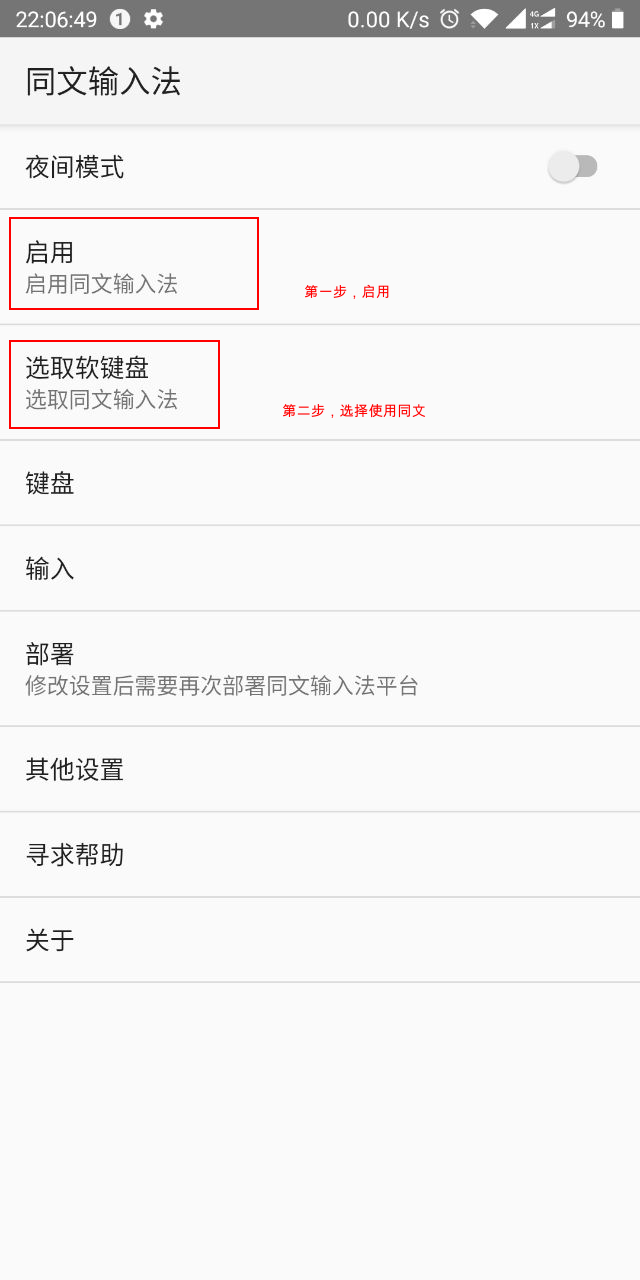 22:06:49 1 0.00 K/s 4G 1X 94%
同文输入法
夜间模式
启用
启用同文输入法
第一步，启用
选取软键盘
选取同文输入法
第二步，选择使用同文
键盘
输入
部署
修改设置后需要再次部署同文输入法平台
其他设置
寻求帮助
关于